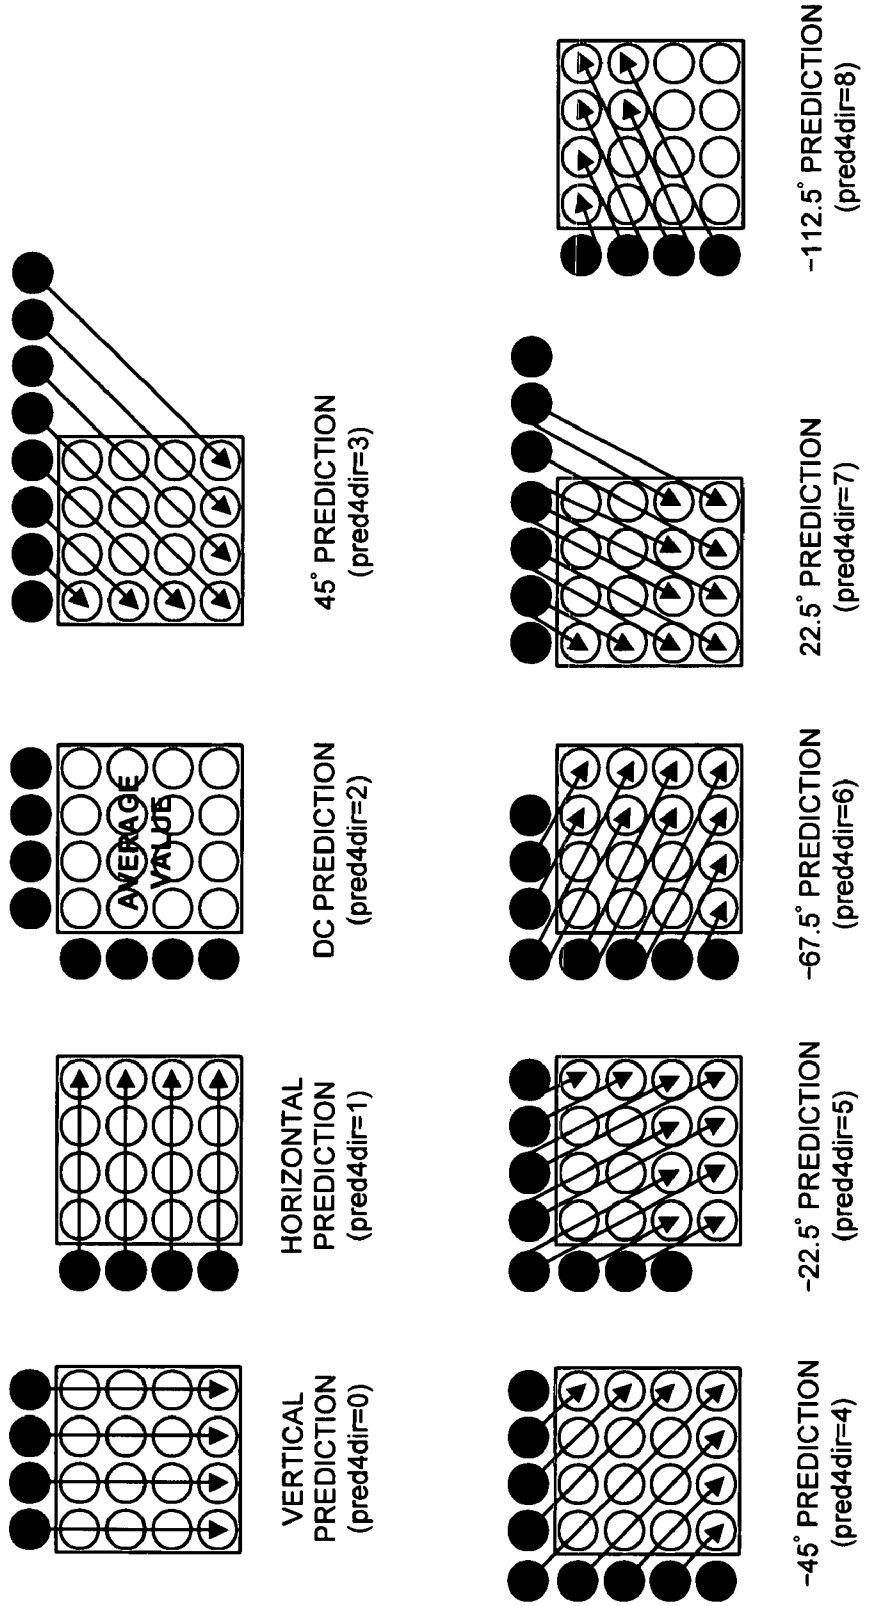 VERTICAL
PREDICTION
(pred4dir=0)
HORIZONTAL
PREDICTION
(pred4dir=1)
AVERAGE
VALUE
DC PREDICTION
(pred4dir=2)
45° PREDICTION
(pred4dir=3)
−45° PREDICTION
(pred4dir=4)
−22.5° PREDICTION
(pred4dir=5)
−67.5° PREDICTION
(pred4dir=6)
22.5° PREDICTION
(pred4dir=7)
−112.5° PREDICTION
(pred4dir=8)